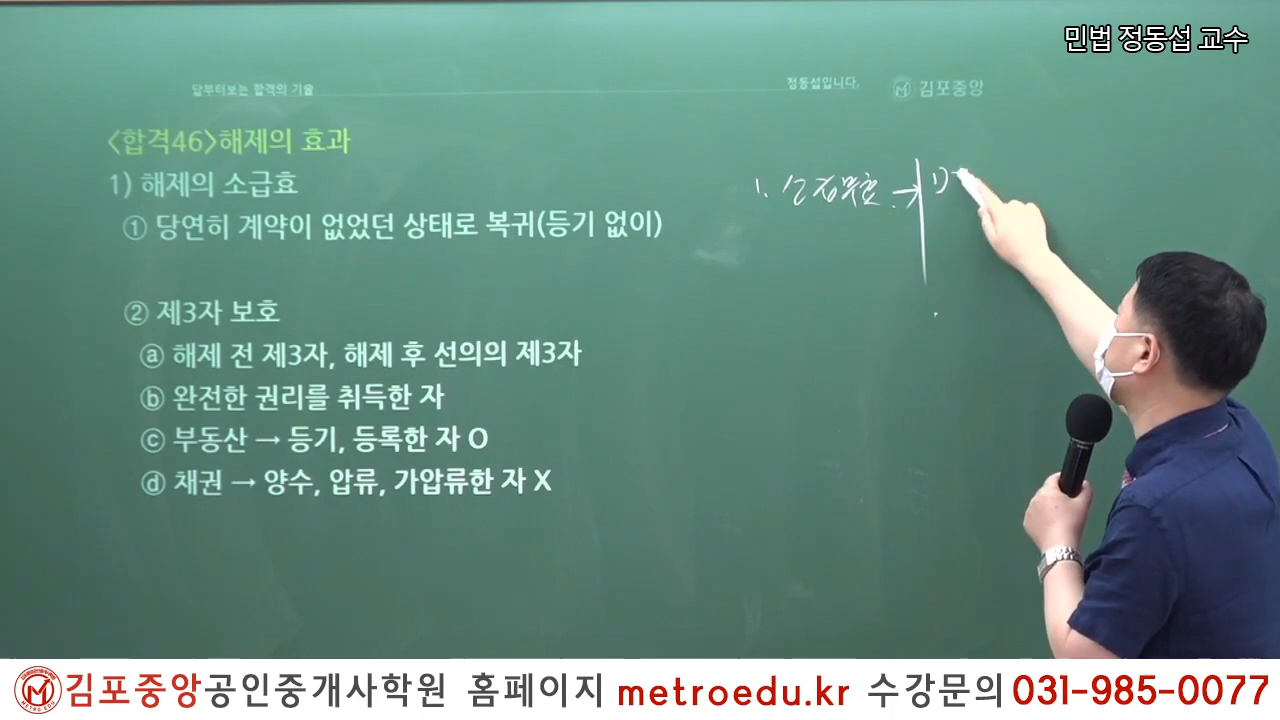 민법 정동섭 교수
답부터보는 합격의 기술
정동섭입니다.
김포중앙
<합격46>해제의 효과
1) 해제의 소급효
① 당연히 계약이 없었던 상태로 복귀(등기 없이)
② 제3자 보호
ⓐ 해제 전 제3자, 해제 후 선의의 제3자
ⓑ 완전한 권리를 취득한 자
ⓒ 부동산 → 등기, 등록한 자 O
ⓓ 채권 → 양수, 압류, 가압류한 자 X
1. → 1)
김포중앙공인중개사학원 홈페이지 metroedu.kr 수강문의 031-985-0077